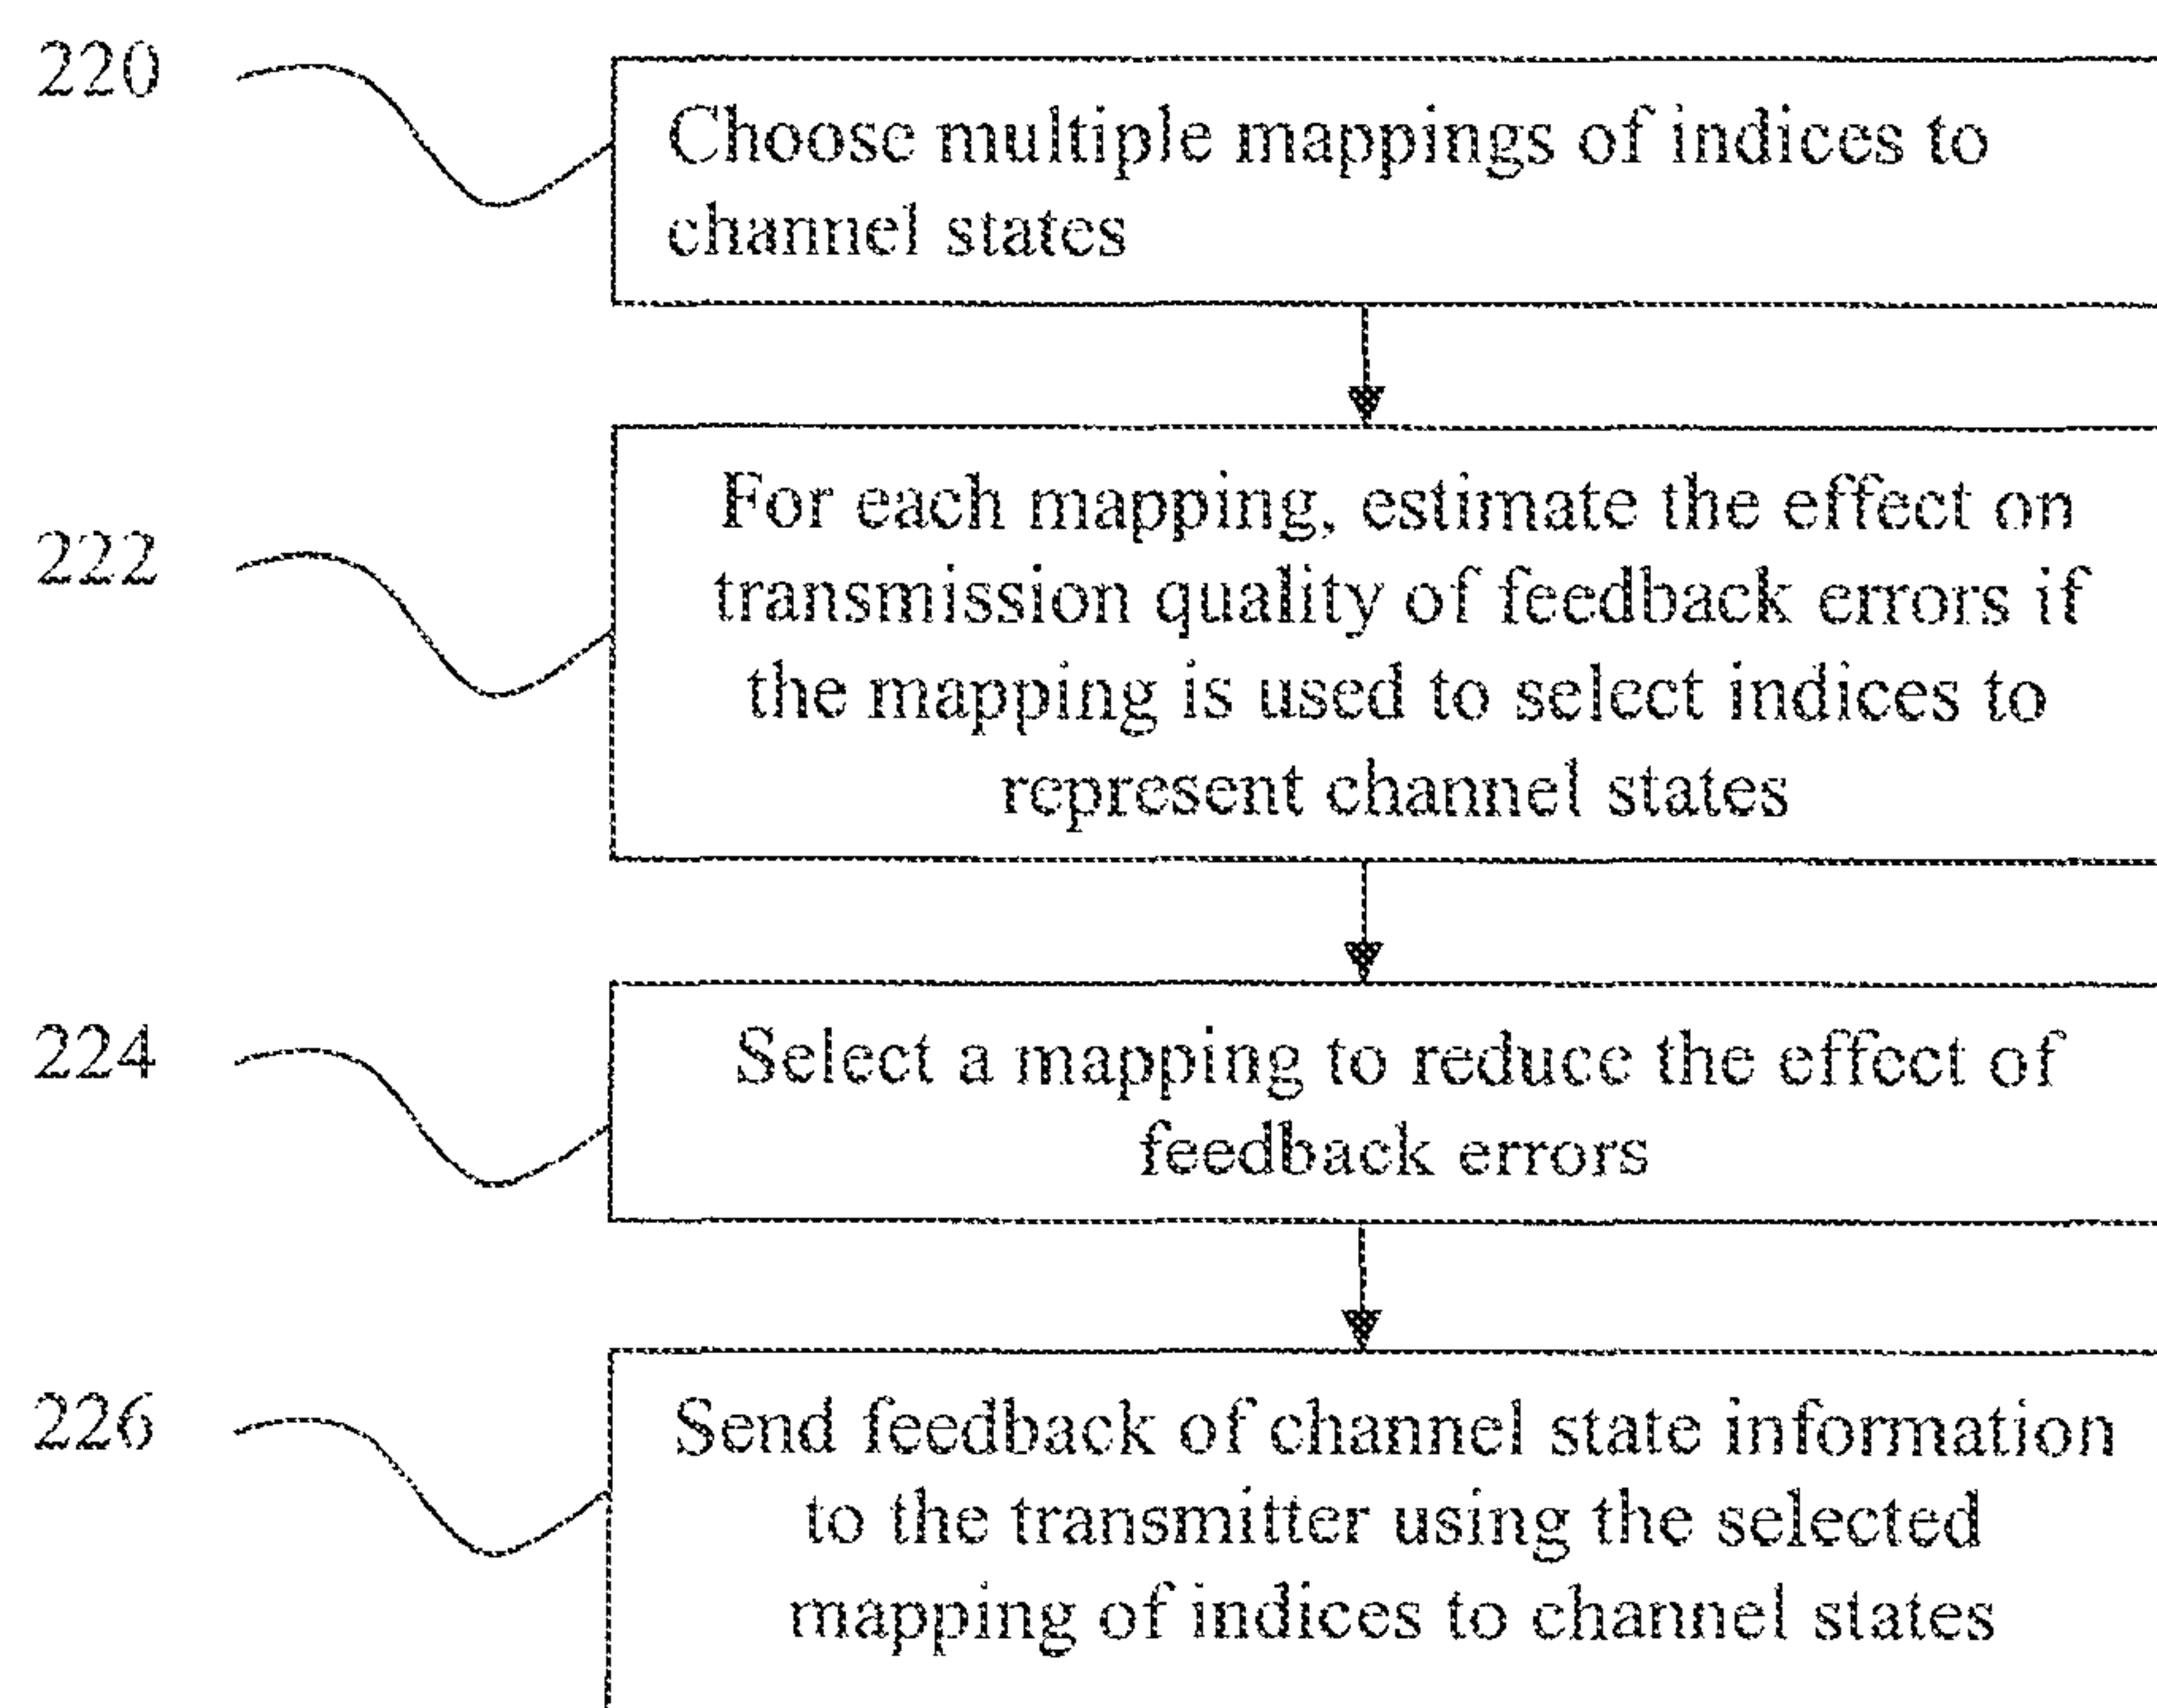 220
Choose multiple mappings of indices to
channel states
222
For each mapping, estimate the effect on
transmission quality of feedback errors if
the mapping is used to select indices to
represent channel states
224
Select a mapping to reduce the effect of
feedback errors
226
Send feedback of channel state information
to the transmitter using the selected
mapping of indices to channel states